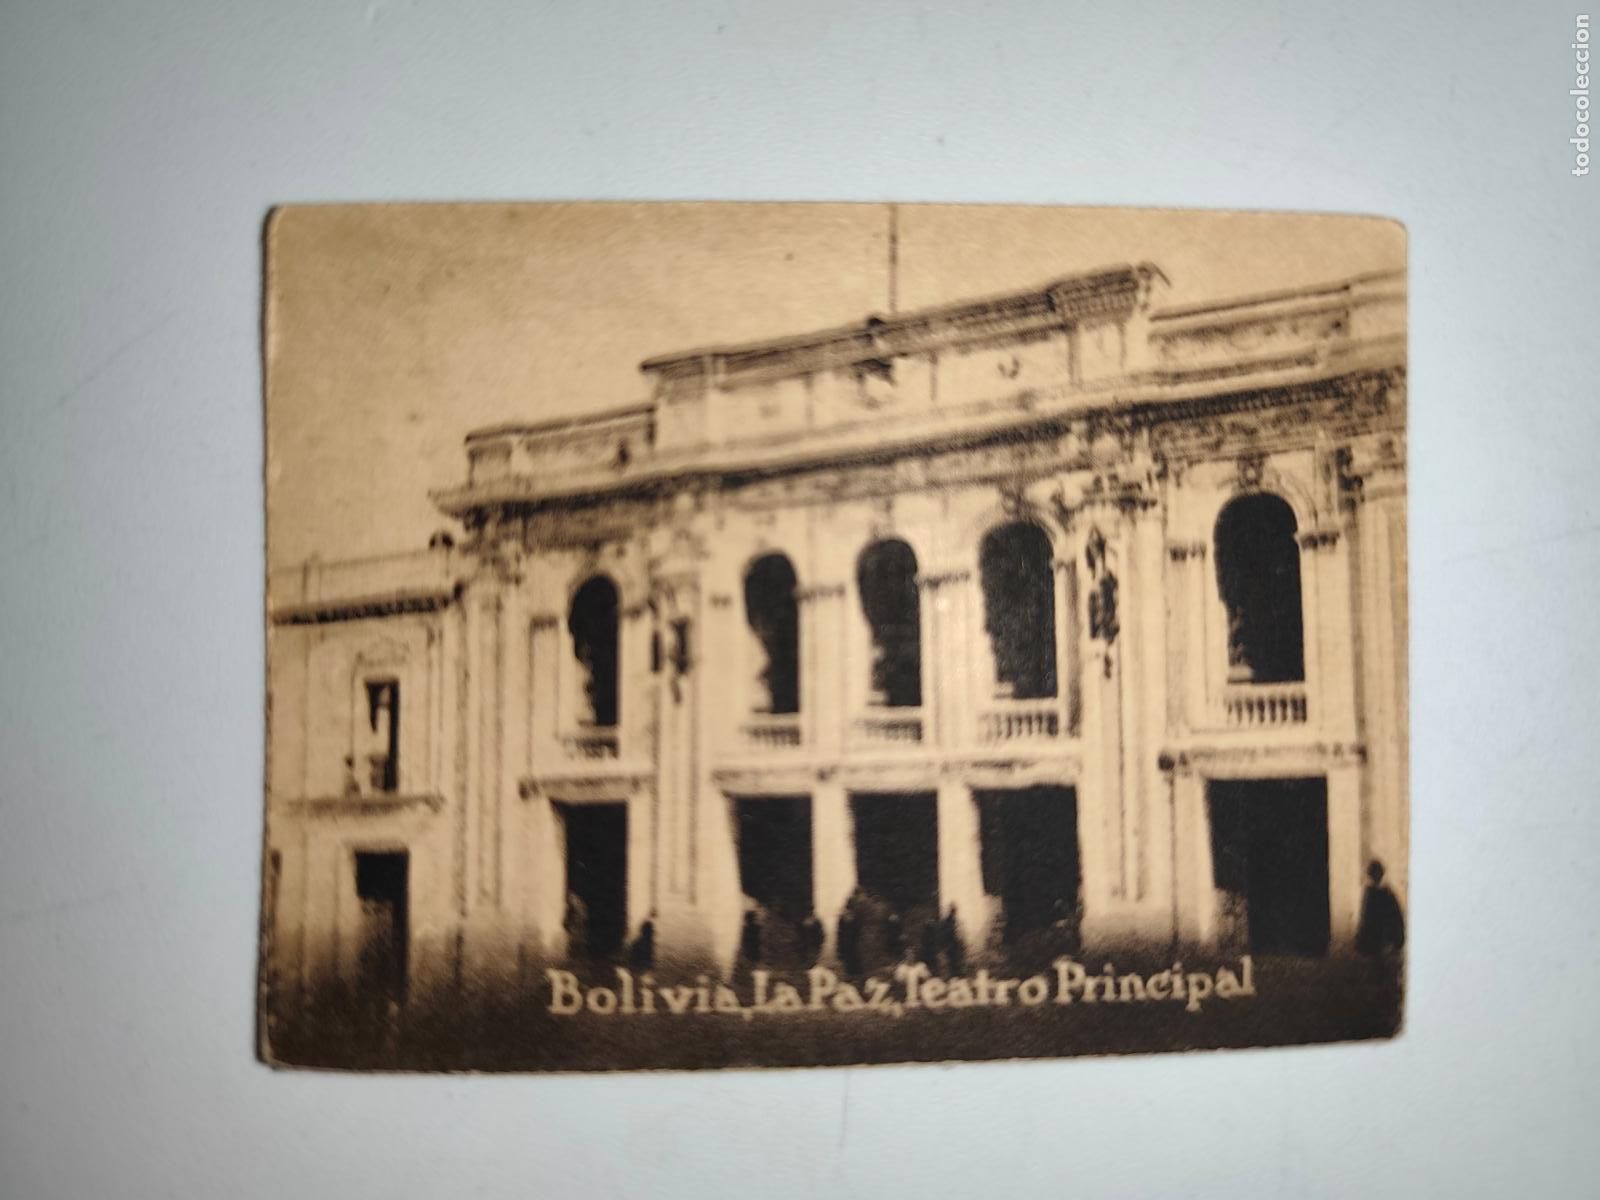 Bolivia, La Paz, Teatro Principal
todocoleccion